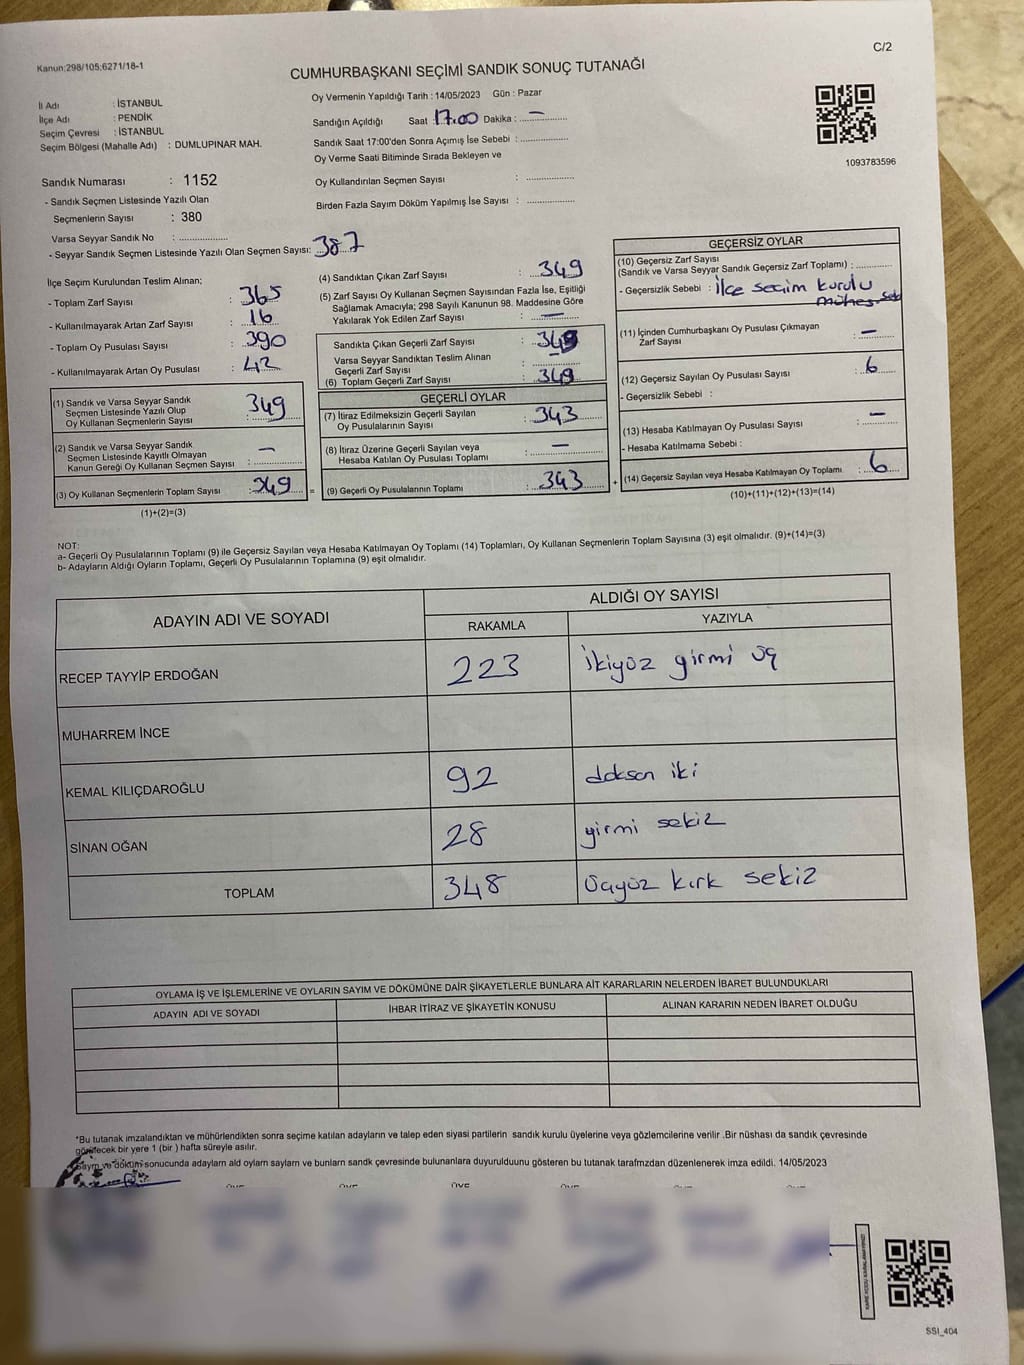 C/2
Kanun:298/105;6271/18-1
CUMHURBAŞKANI SEÇİMİ SANDIK SONUÇ TUTANAĞI
İl Adı : İSTANBUL
İlçe Adı : PENDİK
Seçim Çevresi : İSTANBUL
Seçim Bölgesi (Mahalle Adı) : DUMLUPINAR MAH.
Oy Vermenin Yapıldığı Tarih : 14/05/2023 Gün : Pazar
Sandığın Açıldığı Saat : 17.00 Dakika : —
Sandık Saat 17:00'den Sonra Açımış İse Sebebi : ................
Oy Verme Saati Bitiminde Sırada Bekleyen ve
Oy Kullandırılan Seçmen Sayısı : ................
Birden Fazla Sayım Döküm Yapılmış İse Sayısı : ................
1093783596
Sandık Numarası : 1152
- Sandık Seçmen Listesinde Yazılı Olan
Seçmenlerin Sayısı : 380
Varsa Seyyar Sandık No : ................
- Seyyar Sandık Seçmen Listesinde Yazılı Olan Seçmen Sayısı: 387
İlçe Seçim Kurulundan Teslim Alınan;
- Toplam Zarf Sayısı : 365
- Kullanılmayarak Artan Zarf Sayısı : 16
- Toplam Oy Pusulası Sayısı : 390
- Kullanılmayarak Artan Oy Pusulası : 42
(1) Sandık ve Varsa Seyyar Sandık
Seçmen Listesinde Yazılı Olup
Oy Kullanan Seçmenlerin Sayısı : 349
(2) Sandık ve Varsa Seyyar Sandık
Seçmen Listesinde Kayıtlı Olmayan
Kanun Gereği Oy Kullanan Seçmen Sayısı : —
(3) Oy Kullanan Seçmenlerin Toplam Sayısı : 349
(1)+(2)=(3)
(4) Sandıktan Çıkan Zarf Sayısı : 349
(5) Zarf Sayısı Oy Kullanan Seçmen Sayısından Fazla İse, Eşitliği
Sağlamak Amacıyla; 298 Sayılı Kanunun 98. Maddesine Göre
Yakılarak Yok Edilen Zarf Sayısı : —
Sandıkta Çıkan Geçerli Zarf Sayısı : 349
Varsa Seyyar Sandıktan Teslim Alınan
Geçerli Zarf Sayısı : ................
(6) Toplam Geçerli Zarf Sayısı : 349
GEÇERLİ OYLAR
(7) İtiraz Edilmeksizin Geçerli Sayılan
Oy Pusulalarının Sayısı : 343
(8) İtiraz Üzerine Geçerli Sayılan veya
Hesaba Katılan Oy Pusulası Toplamı : —
= (9) Geçerli Oy Pusulalarının Toplamı : 343 +
GEÇERSİZ OYLAR
(10) Geçersiz Zarf Sayısı
(Sandık ve Varsa Seyyar Sandık Geçersiz Zarf Toplamı) : ............
- Geçersizlik Sebebi : İlçe seçim kurulu
(11) İçinden Cumhurbaşkanı Oy Pusulası Çıkmayan
Zarf Sayısı : —
(12) Geçersiz Sayılan Oy Pusulası Sayısı : 6
- Geçersizlik Sebebi :
(13) Hesaba Katılmayan Oy Pusulası Sayısı : —
- Hesaba Katılmama Sebebi :
(14) Geçersiz Sayılan veya Hesaba Katılmayan Oy Toplamı : 6
(10)+(11)+(12)+(13)=(14)
NOT:
a- Geçerli Oy Pusulalarının Toplamı (9) ile Geçersiz Sayılan veya Hesaba Katılmayan Oy Toplamı (14) Toplamları, Oy Kullanan Seçmenlerin Toplam Sayısına (3) eşit olmalıdır. (9)+(14)=(3)
b- Adayların Aldığı Oyların Toplamı, Geçerli Oy Pusulalarının Toplamına (9) eşit olmalıdır.
ADAYIN ADI VE SOYADI ALDIĞI OY SAYISI
RAKAMLA YAZIYLA
RECEP TAYYİP ERDOĞAN 223 ikiyüz girmi üç
MUHARREM İNCE
KEMAL KILIÇDAROĞLU 92 doksan iki
SİNAN OĞAN 28 yirmi sekiz
TOPLAM 348 üçyüz kırk sekiz
OYLAMA İŞ VE İŞLEMLERİNE VE OYLARIN SAYIM VE DÖKÜMÜNE DAİR ŞİKAYETLERLE BUNLARA AİT KARARLARIN NELERDEN İBARET BULUNDUKLARI
ADAYIN ADI VE SOYADI İHBAR İTİRAZ VE ŞİKAYETİN KONUSU ALINAN KARARIN NEDEN İBARET OLDUĞU
*Bu tutanak imzalandıktan ve mühürlendikten sonra seçime katılan adayların ve talep eden siyasi partilerin sandık kurulu üyelerine veya gözlemcilerine verilir .Bir nüshası da sandık çevresinde
görülecek bir yere 1 (bir ) hafta süreyle asılır.
Sayım ve döküm sonucunda adayların ald oyların sayların ve bunların sandk çevresinde bulunanlara duyurulduunu gösteren bu tutanak tarafmzdan düzenlenerek imza edildi. 14/05/2023
SSI_404